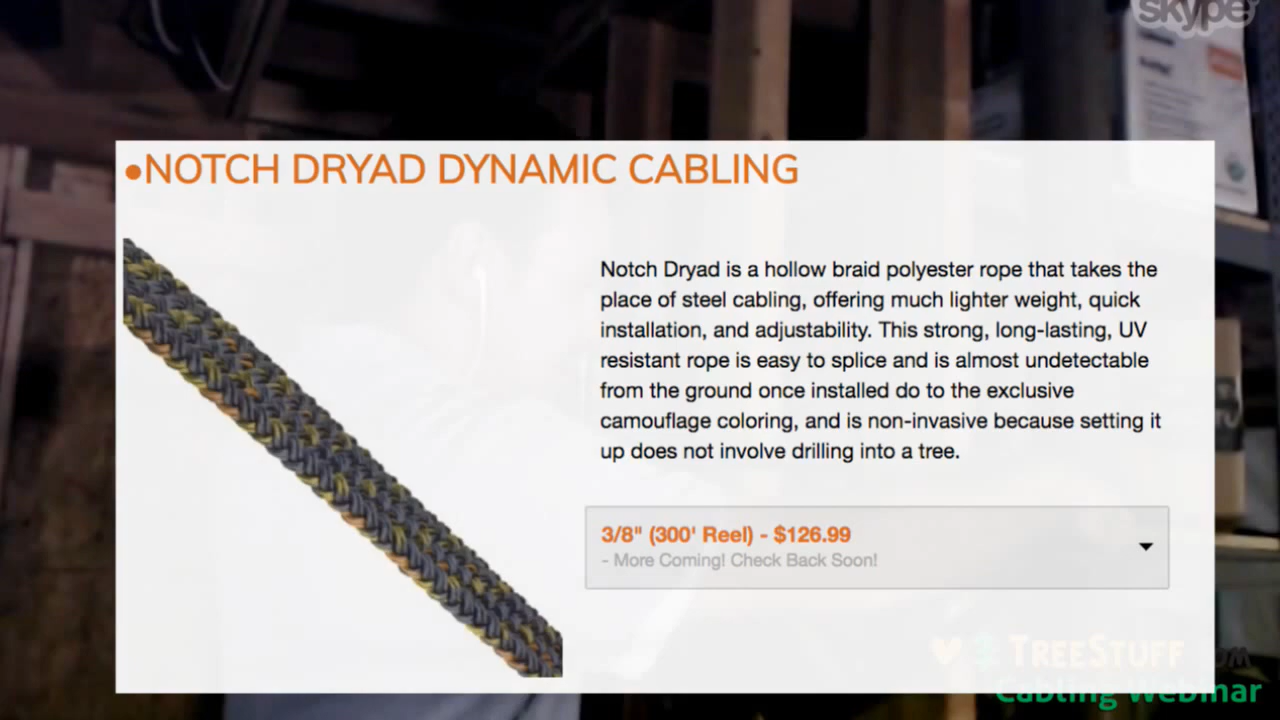 skype
•NOTCH DRYAD DYNAMIC CABLING
Notch Dryad is a hollow braid polyester rope that takes the
place of steel cabling, offering much lighter weight, quick
installation, and adjustability. This strong, long-lasting, UV
resistant rope is easy to splice and is almost undetectable
from the ground once installed do to the exclusive
camouflage coloring, and is non-invasive because setting it
up does not involve drilling into a tree.
3/8" (300' Reel) - $126.99
- More Coming! Check Back Soon!
TREESTUFF .com
Cabling Webinar